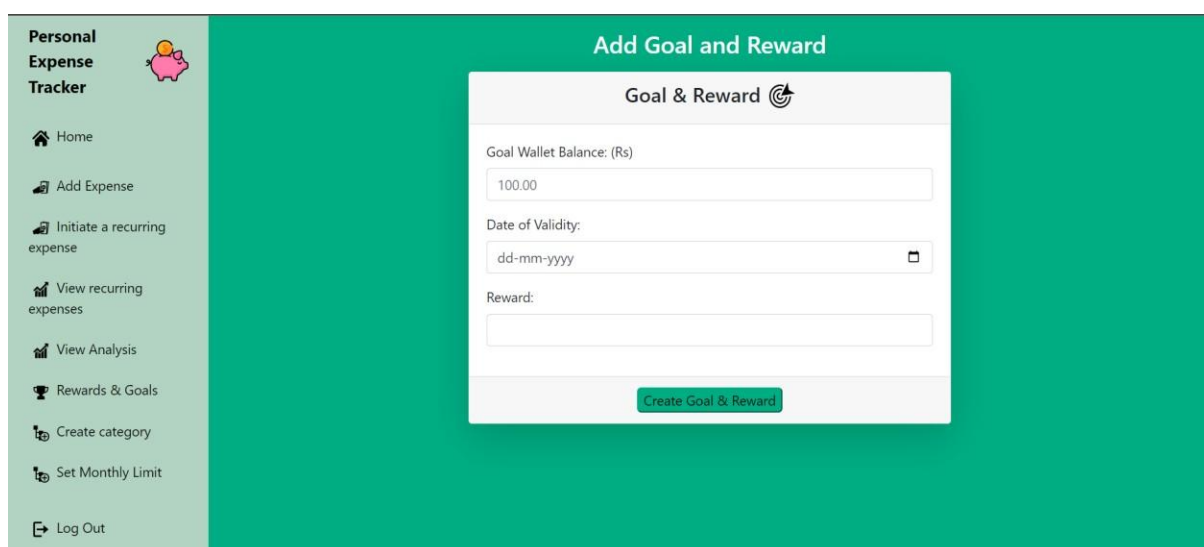 Personal
Expense
Tracker
Home
Add Expense
Initiate a recurring
expense
View recurring
expenses
View Analysis
Rewards & Goals
Create category
Set Monthly Limit
Log Out
Add Goal and Reward
Goal & Reward
Goal Wallet Balance: (Rs)
100.00
Date of Validity:
dd-mm-yyyy
Reward:
Create Goal & Reward